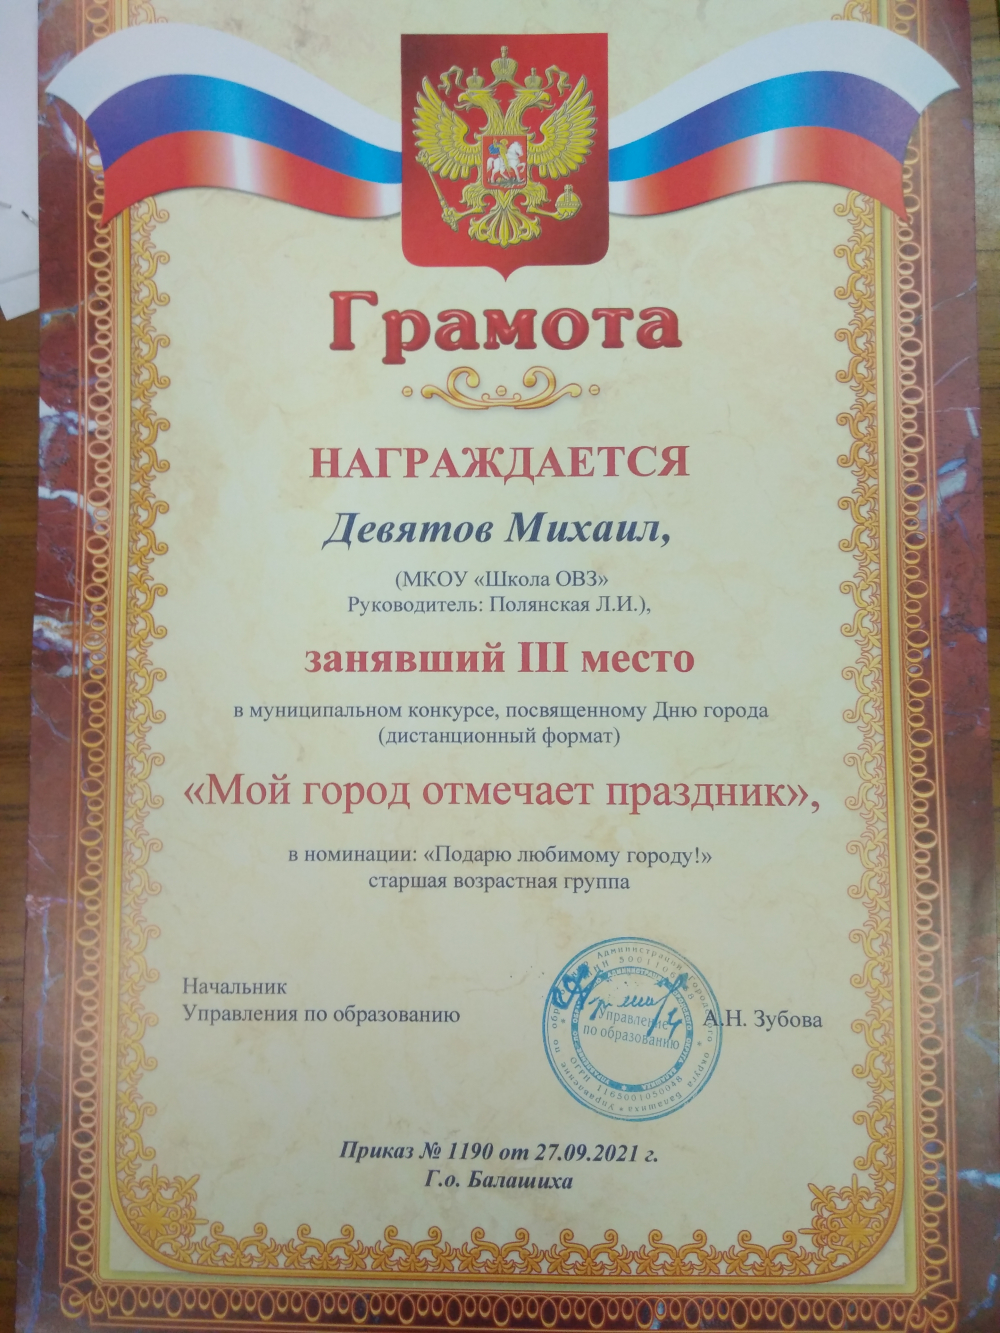 Грамота
НАГРАЖДАЕТСЯ
Девятов Михаил,
(МКОУ «Школа ОВЗ»
Руководитель: Полянская Л.И.),
занявший III место
в муниципальном конкурсе, посвященному Дню города
(дистанционный формат)
«Мой город отмечает праздник»,
в номинации: «Подарю любимому городу!»
старшая возрастная группа
Начальник
Управления по образованию
Управление
по образованию
А.Н. Зубова
Приказ № 1190 от 27.09.2021 г.
Г.о. Балашиха